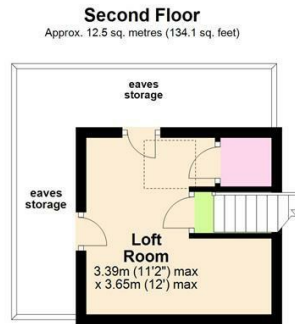 Second Floor
Approx. 12.5 sq. metres (134.1 sq. feet)
eaves
storage
eaves
storage
Loft
Room
3.39m (11'2") max
x 3.65m (12') max